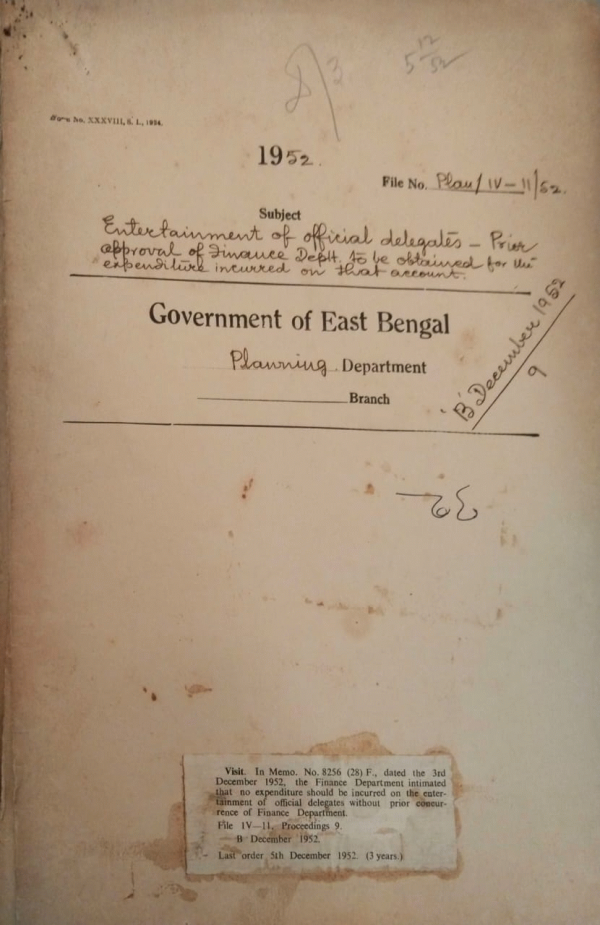 5 12/52
Form No. XXXVIII, S. I., 1934.
1952.
File No. Plan/IV-11/52.
Subject
Entertainment of official delegates – Prior
approval of Finance Deptt. to be obtained for the
expenditure incurred on that account.
Government of East Bengal
Planning Department
Branch
'B' December 1952
9
Visit. In Memo. No. 8256 (28) F., dated the 3rd
December 1952, the Finance Department intimated
that no expenditure should be incurred on the enter-
tainment of official delegates without prior concur-
rence of Finance Department.
File IV—11, Proceedings 9.
B December 1952.
Last order 5th December 1952. (3 years.)